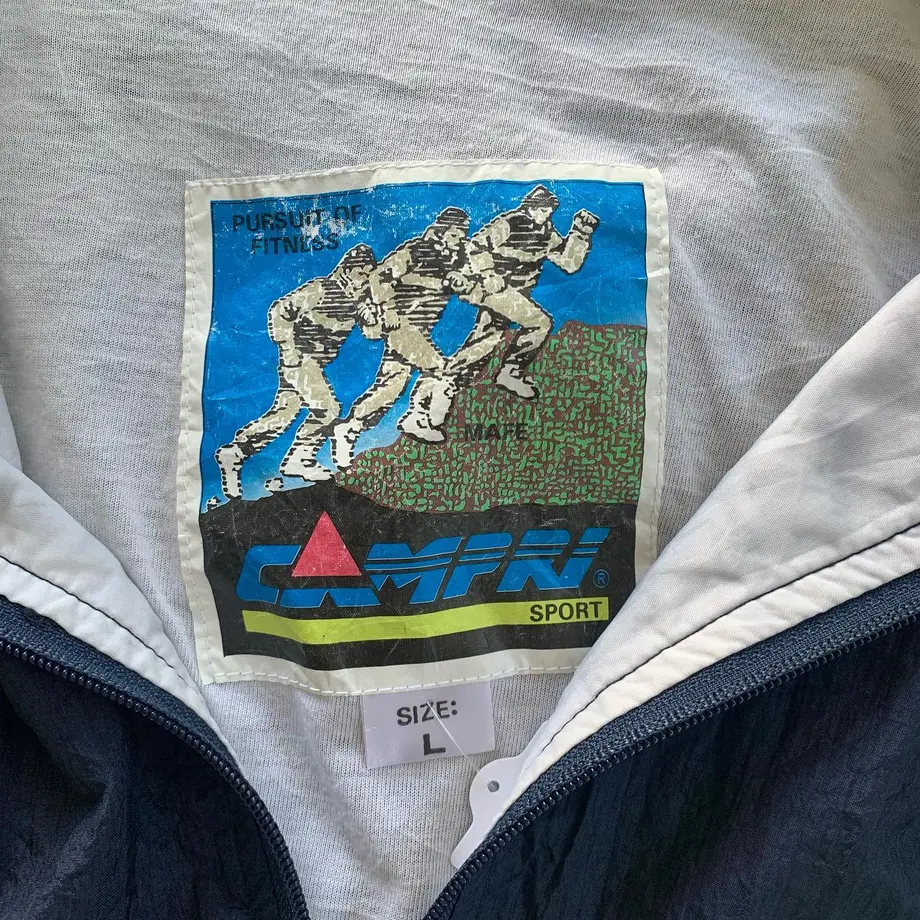 PURSUIT OF
FITNESS
MAFE
CAMPRI ®
SPORT
SIZE:
L